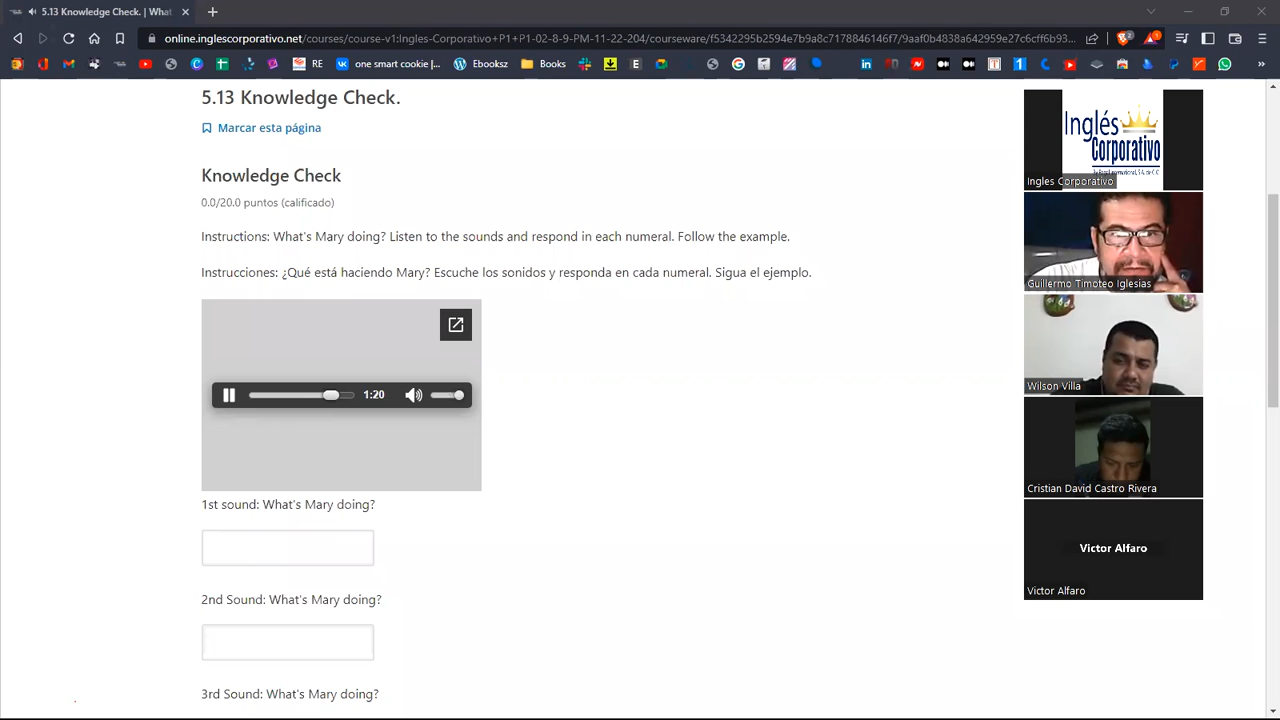 5.13 Knowledge Check. | What
online.inglescorporativo.net/courses/course-v1:Ingles-Corporativo+P1+P1-02-8-9-PM-11-22-204/courseware/f5342295b2594e7b9a8c7178846146f7/9aaf0b4838a642959e27c6cff6b93...
RE
one smart cookie |...
Ebooksz
Books
5.13 Knowledge Check.
Marcar esta página
Knowledge Check
0.0/20.0 puntos (calificado)
Instructions: What's Mary doing? Listen to the sounds and respond in each numeral. Follow the example.
Instrucciones: ¿Qué está haciendo Mary? Escuche los sonidos y responda en cada numeral. Sigua el ejemplo.
1:20
1st sound: What's Mary doing?
2nd Sound: What's Mary doing?
3rd Sound: What's Mary doing?
Inglés
Corporativo
Ingles Corporativo
Guillermo Timoteo Iglesias
Wilson Villa
Cristian David Castro Rivera
Victor Alfaro
Victor Alfaro